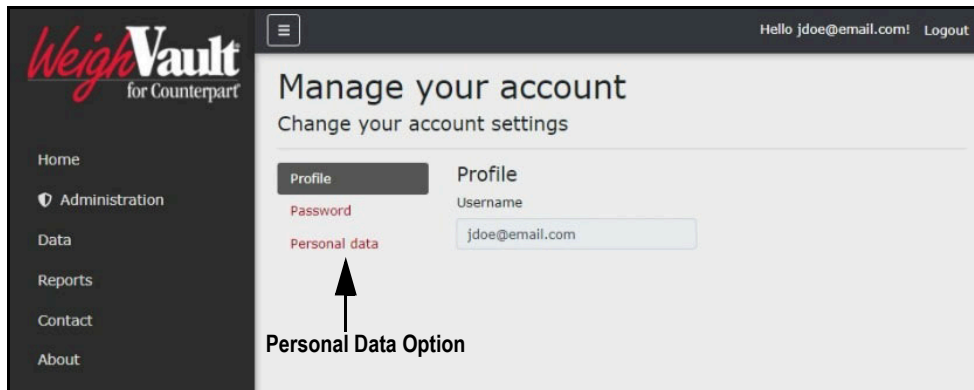 WeighVault
for Counterpart®
Home
Administration
Data
Reports
Contact
About
Hello jdoe@email.com! Logout
Manage your account
Change your account settings
Profile
Password
Personal data
Profile
Username
jdoe@email.com
Personal Data Option